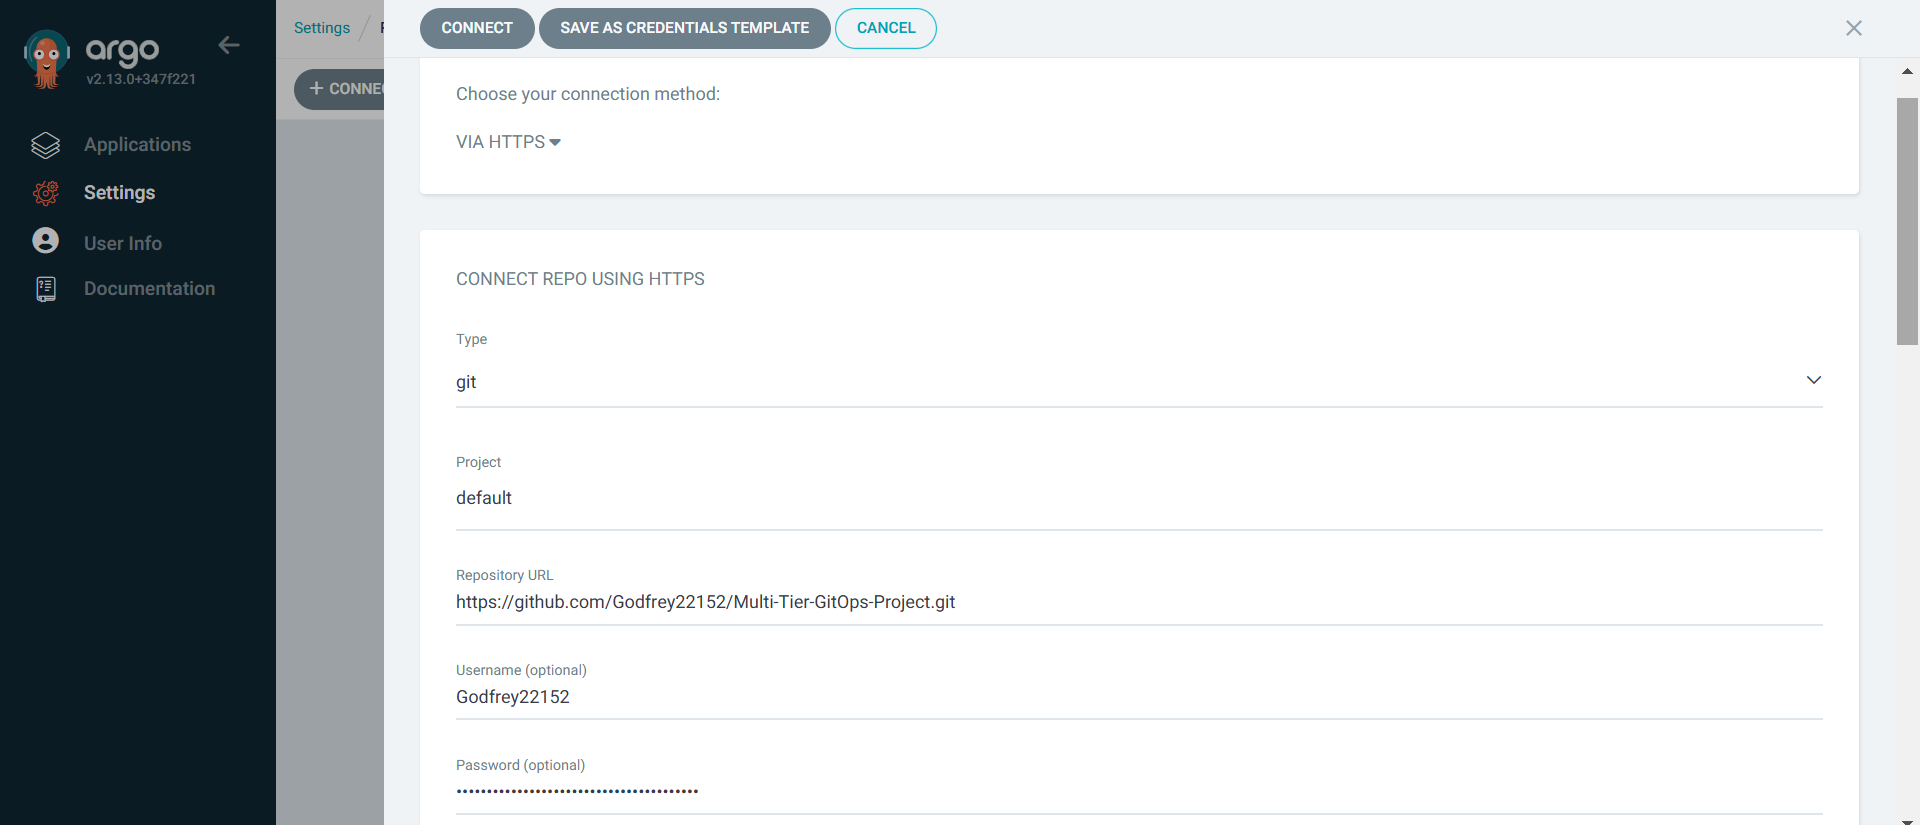 argo
v2.13.0+347f221
Applications
Settings
User Info
Documentation
Settings /
+ CONNEC
CONNECT
SAVE AS CREDENTIALS TEMPLATE
CANCEL
Choose your connection method:
VIA HTTPS
CONNECT REPO USING HTTPS
Type
git
Project
default
Repository URL
https://github.com/Godfrey22152/Multi-Tier-GitOps-Project.git
Username (optional)
Godfrey22152
Password (optional)
••••••••••••••••••••••••••••••••••••••••